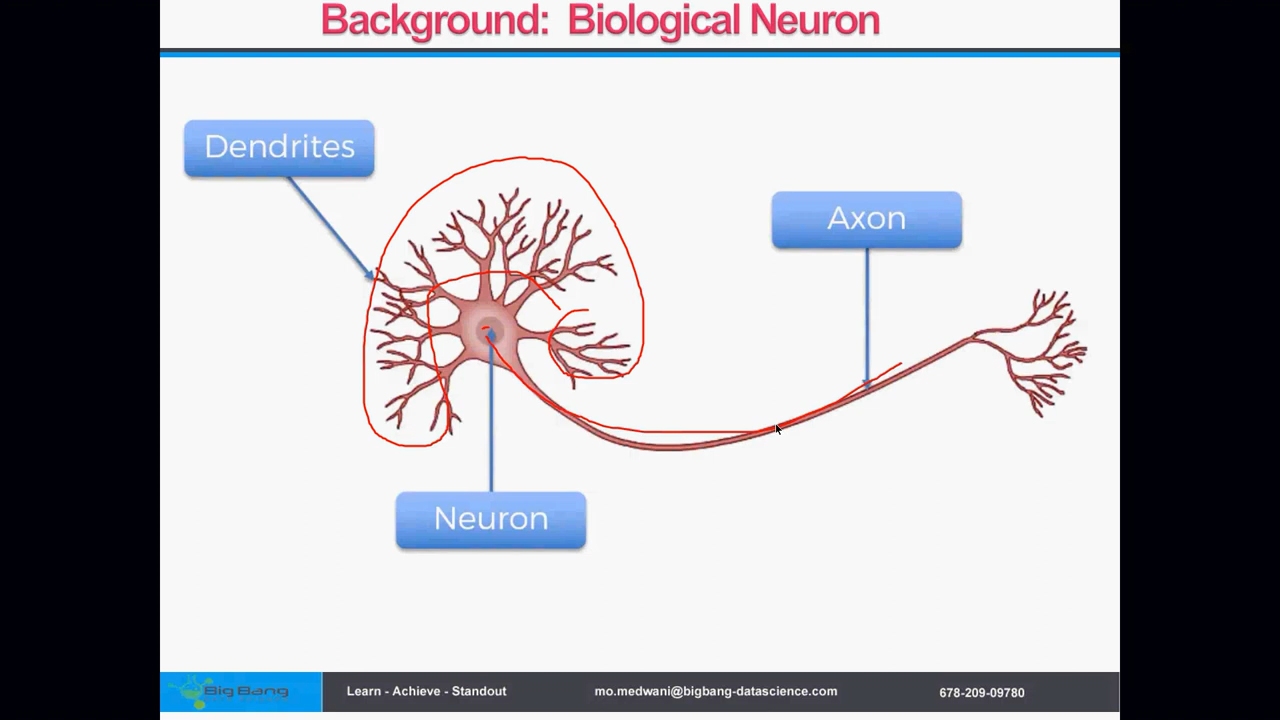 Background: Biological Neuron
Dendrites
Axon
Neuron
Big Bang
Learn - Achieve - Standout
mo.medwani@bigbang-datascience.com
678-209-09780